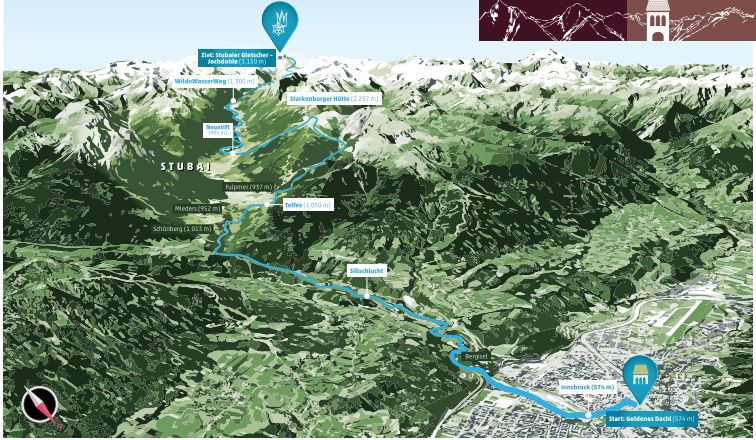 Ziel: Stubaier Gletscher –
Jochdohle (3.150 m)
WildeWasserWeg (1.300 m)
Starkenburger Hütte (2.237 m)
Neustift
(994 m)
STUBAI
Fulpmes (937 m)
Mieders (952 m)
Telfes (1.050 m)
Schönberg (1.013 m)
Sillschlucht
Bergisel
Innsbruck (574 m)
Start: Goldenes Dachl (574 m)